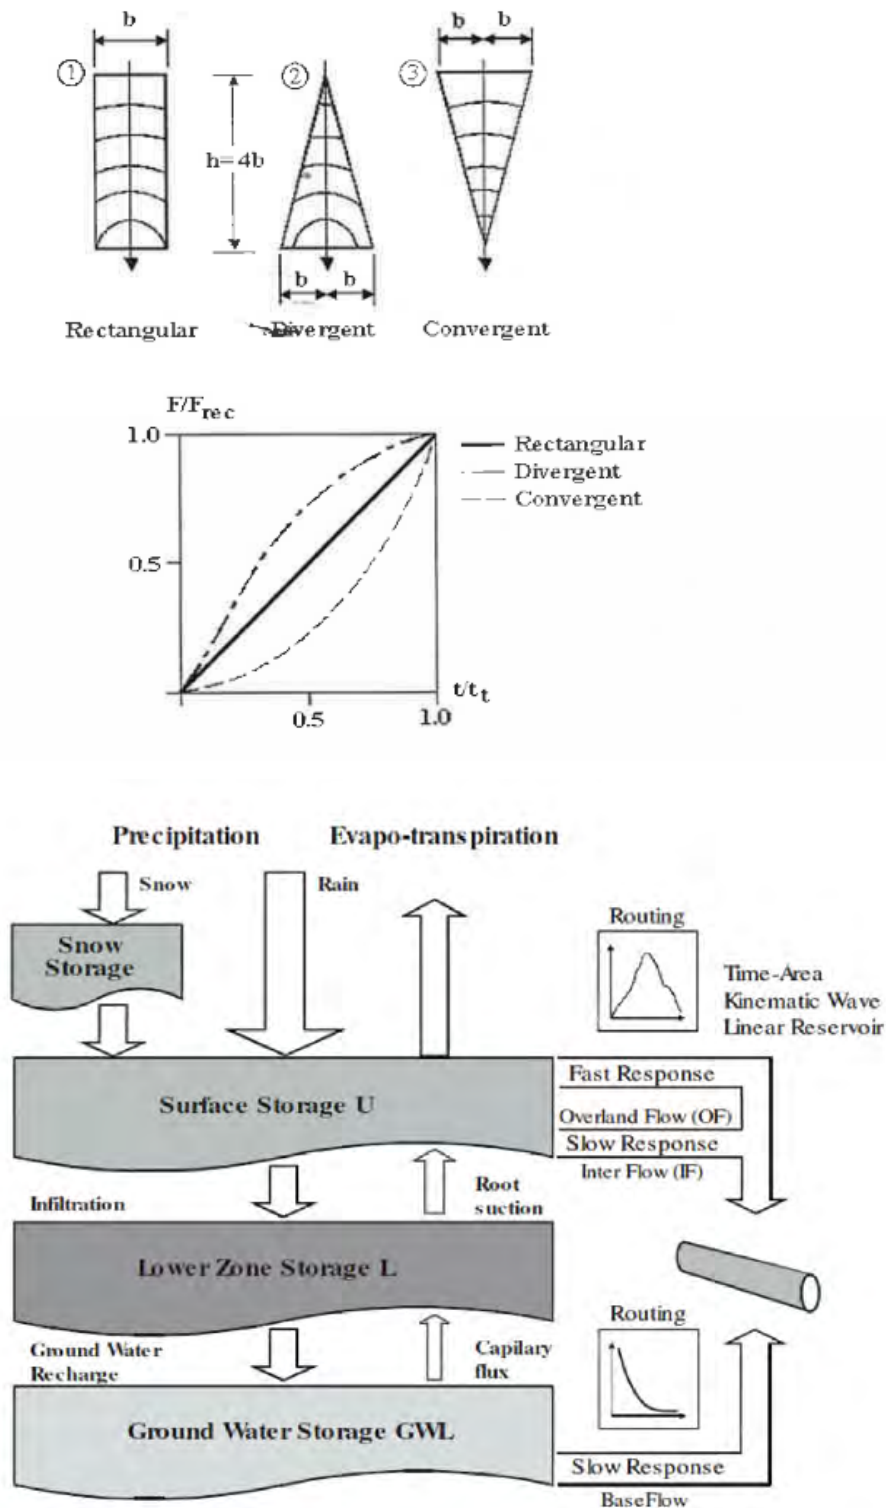 b
b
b
①
②
③
h=4b
b
b
Rectangular
Divergent
Convergent
F/Frec
1.0
Rectangular
Divergent
Convergent
0.5
t/tt
0.5
1.0
Precipitation
Evapo-transpiration
Snow
Rain
Routing
Snow
Storage
Time-Area
Kinematic Wave
Linear Reservoir
Fast Response
Surface Storage U
Overland Flow (OF)
Slow Response
Inter Flow (IF)
Infiltration
Root
suction
Lower Zone Storage L
Routing
Ground Water
Recharge
Capilary
flux
Ground Water Storage GWL
Slow Response
BaseFlow